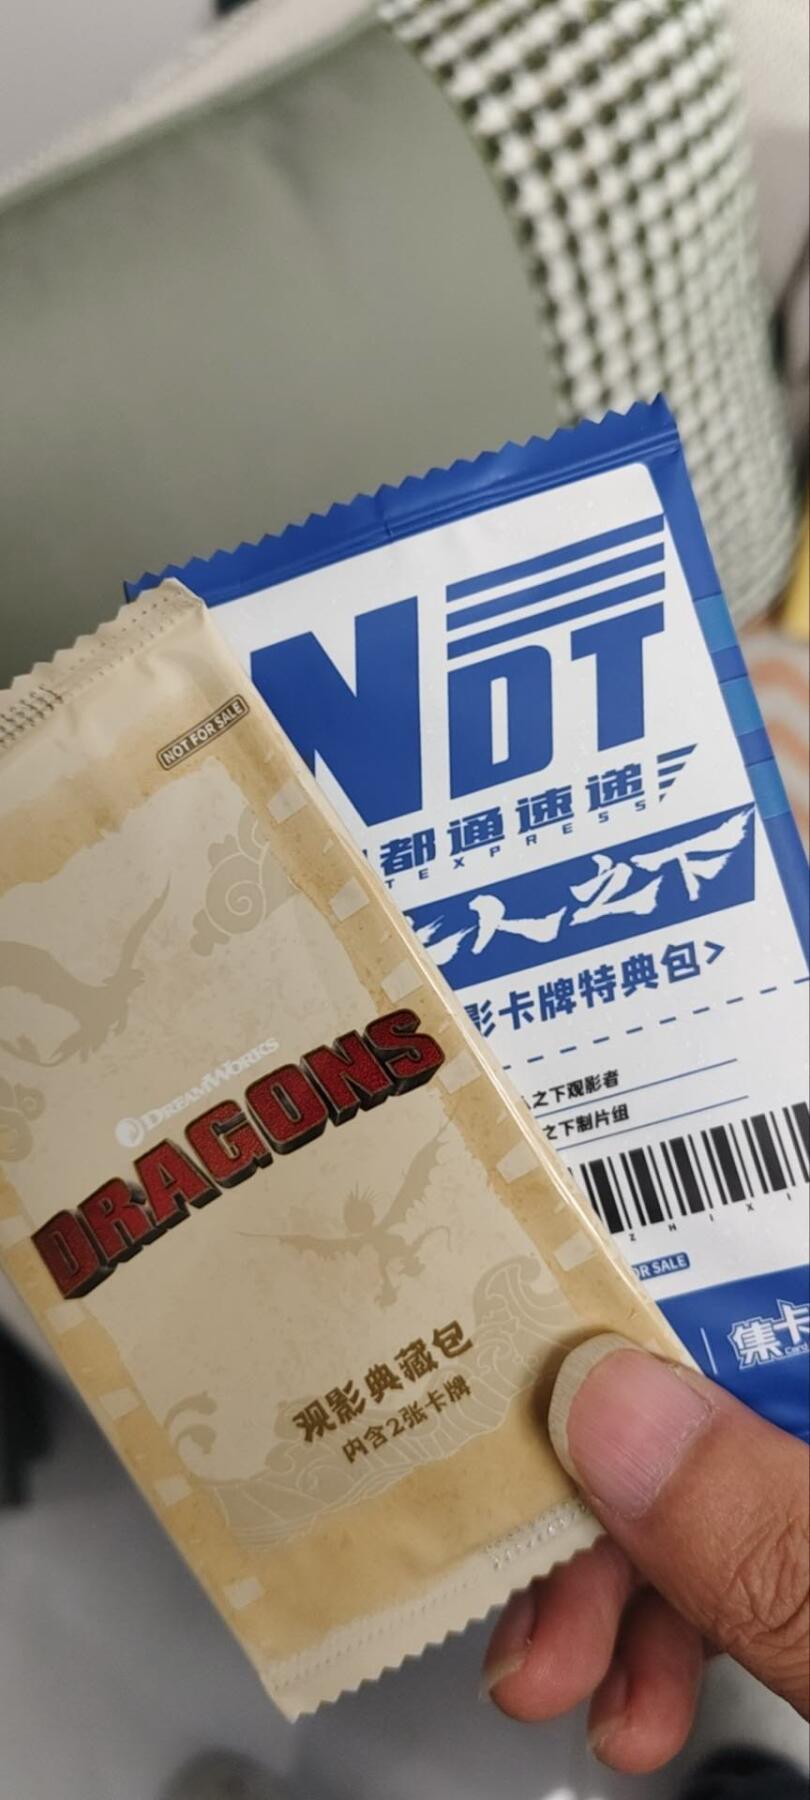 NOT FOR SALE
DREAMWORKS
DRAGONS
观影典藏包
内含2张卡牌
NDT
都通速递
T EXPRESS
人之下
影卡牌特典包>
人之下观影者
之下制片组
ZHIXI
OR SALE
集卡